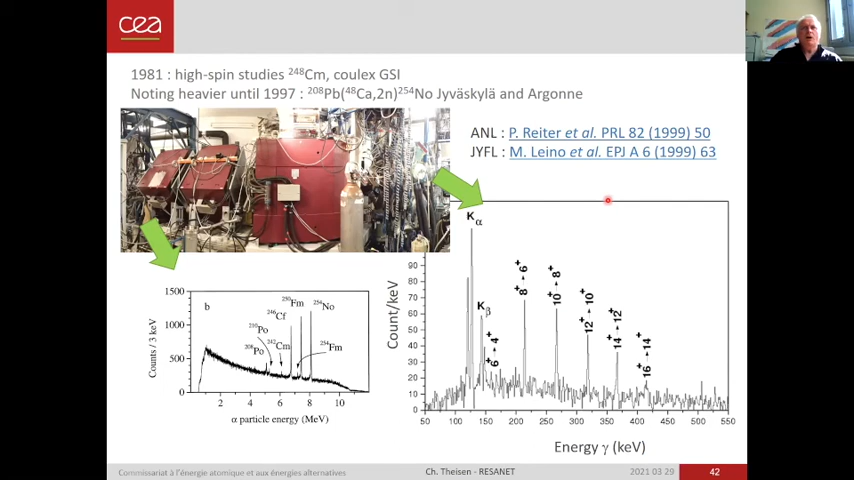 cea
1981 : high-spin studies ²⁴⁸Cm, coulex GSI
Noting heavier until 1997 : ²⁰⁸Pb(⁴⁸Ca,2n)²⁵⁴No Jyväskylä and Argonne
ANL : P. Reiter et al. PRL 82 (1999) 50
JYFL : M. Leino et al. EPJ A 6 (1999) 63
Kα
Kβ
6⁺ 4⁺
8⁺ 6⁺
10⁺ 8⁺
12⁺ 10⁺
14⁺ 12⁺
16⁺ 14⁺
Count/keV
90
80
70
60
50
40
30
20
10
0
50 100 150 200 250 300 350 400 450 500 550
Energy γ (keV)
b
1500
1000
500
0
Counts / 3 keV
²⁵⁰Fm ²⁵⁴No
²⁴⁶Cf
²⁴²Cm
²⁵⁴Fm
2 4 6 8 10
α particle energy (MeV)
Commissariat à l'énergie atomique et aux énergies alternatives
Ch. Theisen - RESANET
2021 03 29
42